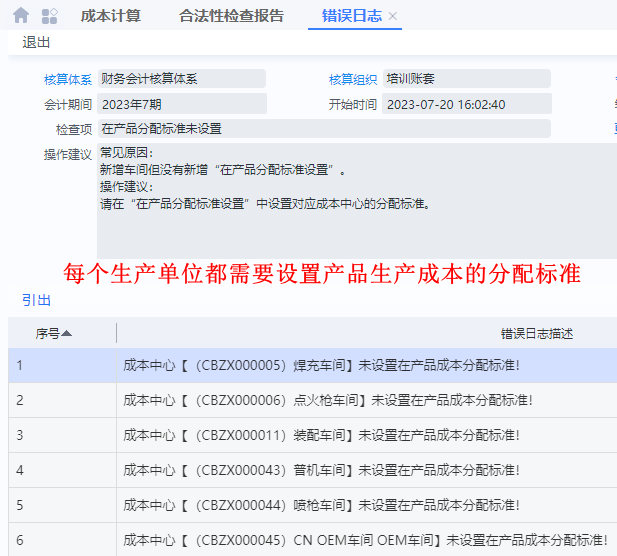 成本计算 合法性检查报告 错误日志
退出
核算体系 财务会计核算体系 核算组织 培训账套
会计期间 2023年7期 开始时间 2023-07-20 16:02:40
检查项 在产品分配标准未设置
操作建议 常见原因：
新增车间但没有新增“在产品分配标准设置”。
操作建议：
请在“在产品分配标准设置”中设置对应成本中心的分配标准。
每个生产单位都需要设置产品生产成本的分配标准
引出
序号 错误日志描述
1 成本中心【（CBZX000005）焊充车间】未设置在产品成本分配标准!
2 成本中心【（CBZX000006）点火枪车间】未设置在产品成本分配标准!
3 成本中心【（CBZX000011）装配车间】未设置在产品成本分配标准!
4 成本中心【（CBZX000043）普机车间】未设置在产品成本分配标准!
5 成本中心【（CBZX000044）喷枪车间】未设置在产品成本分配标准!
6 成本中心【（CBZX000045）CN OEM车间 OEM车间】未设置在产品成本分配标准!